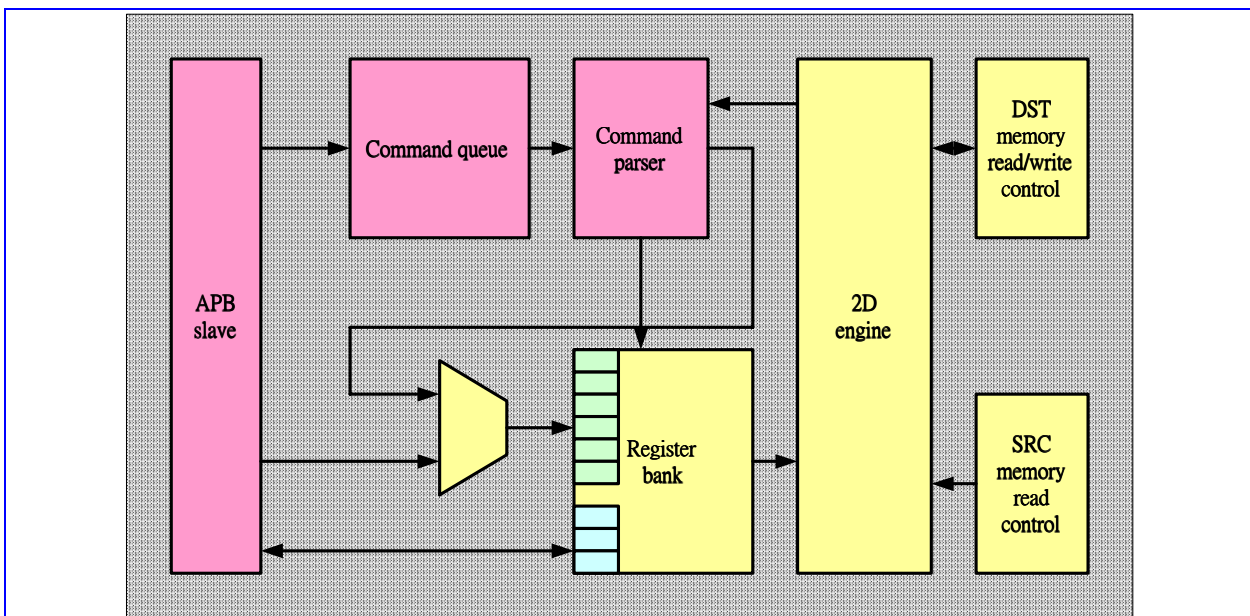 APB
slave
Command queue
Command
parser
2D
engine
DST
memory
read/write
control
Register
bank
SRC
memory
read
control